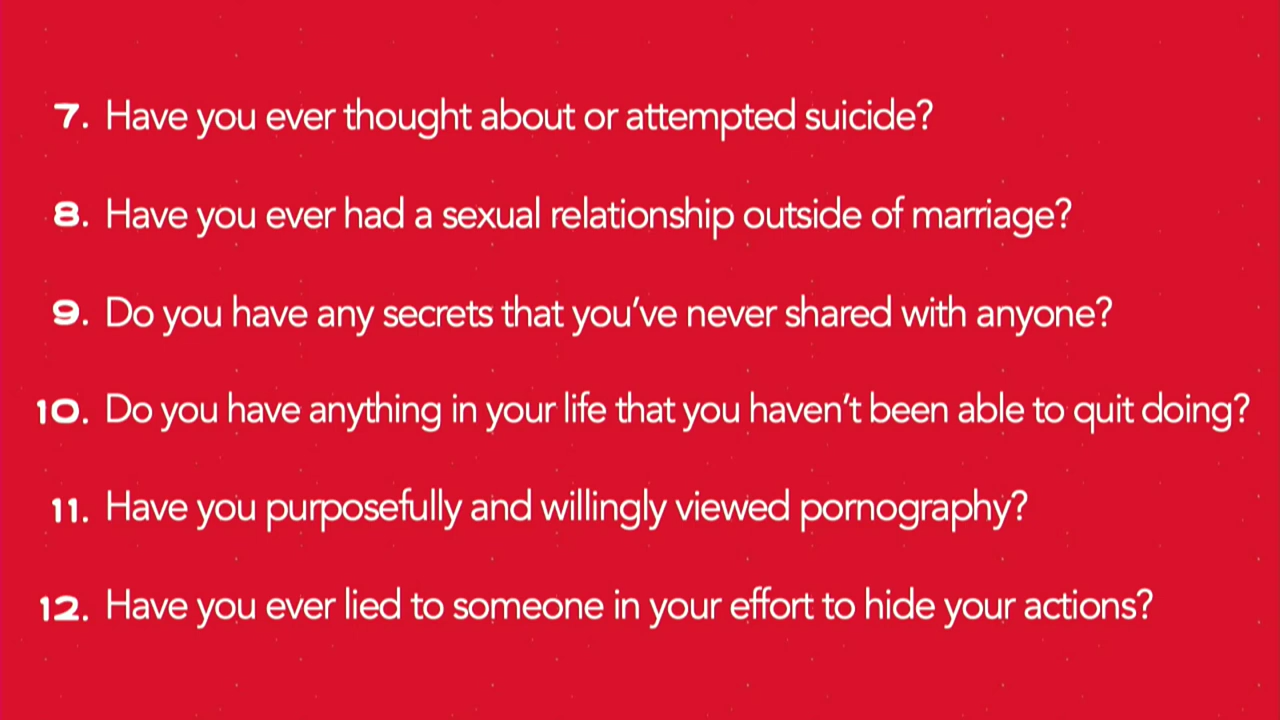 7. Have you ever thought about or attempted suicide?
8. Have you ever had a sexual relationship outside of marriage?
9. Do you have any secrets that you've never shared with anyone?
10. Do you have anything in your life that you haven't been able to quit doing?
11. Have you purposefully and willingly viewed pornography?
12. Have you ever lied to someone in your effort to hide your actions?